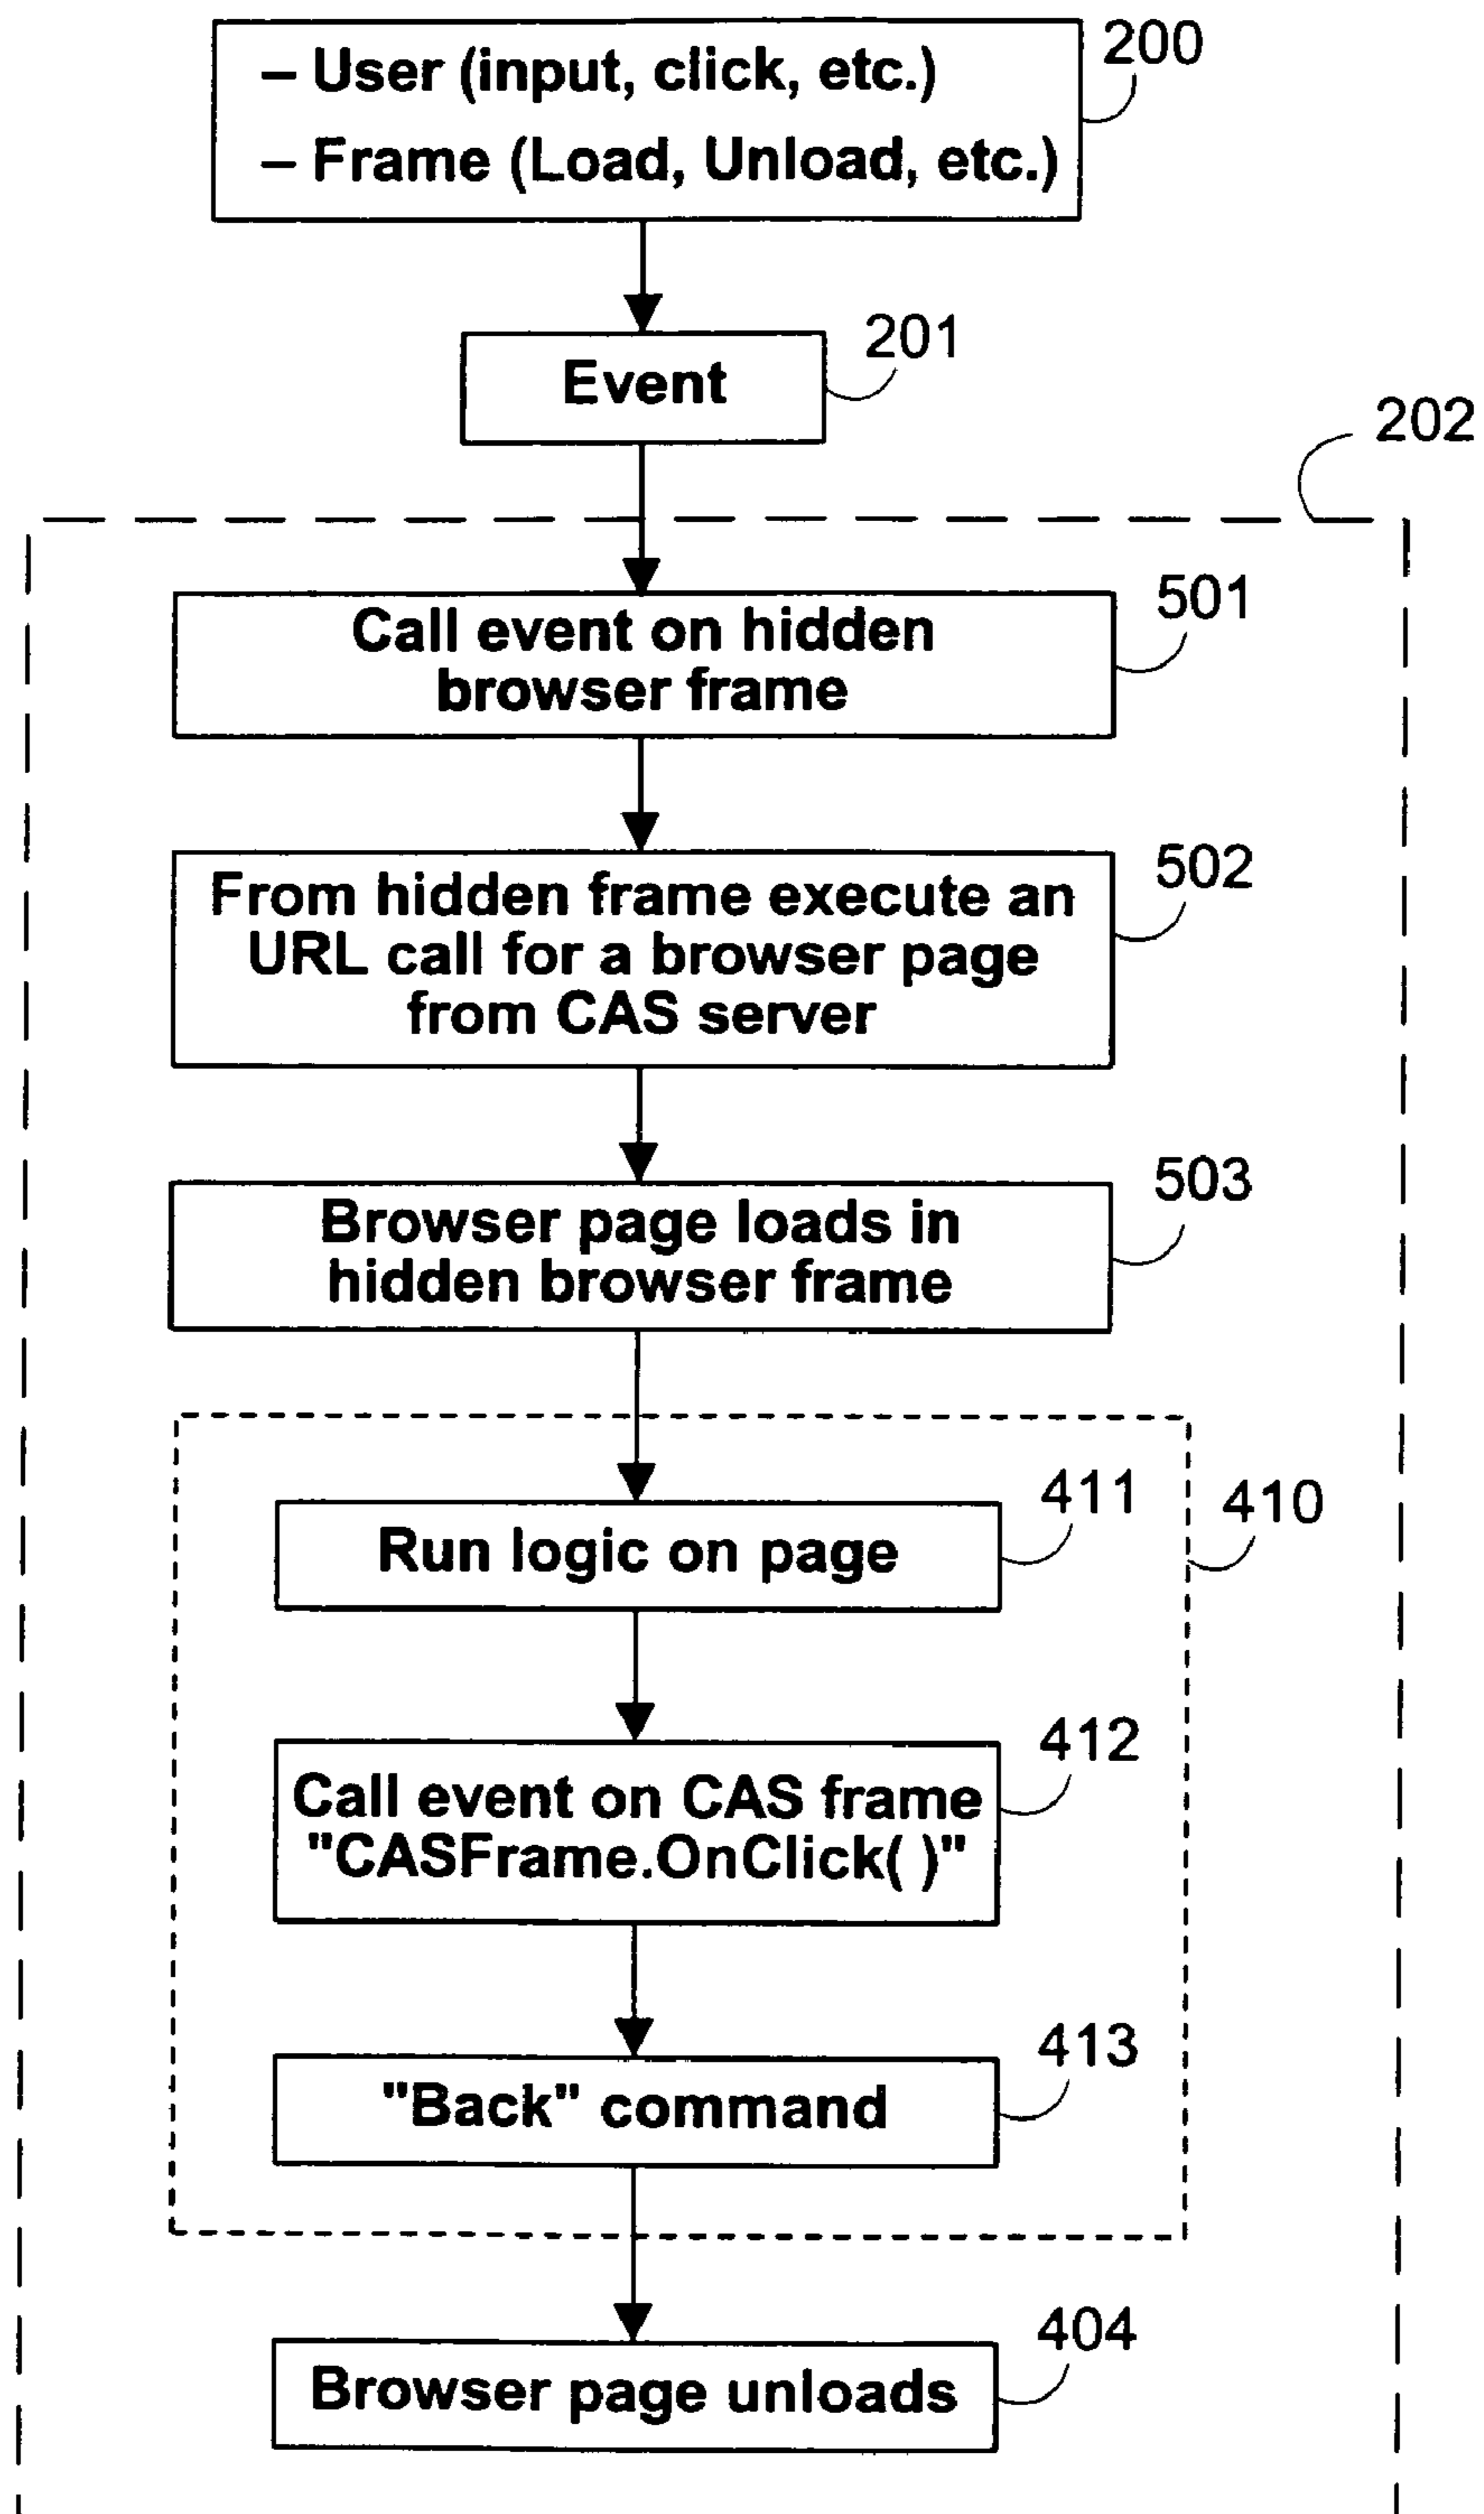 – User (input, click, etc.)
– Frame (Load, Unload, etc.)
200
Event
201
202
Call event on hidden
browser frame
501
From hidden frame execute an
URL call for a browser page
from CAS server
502
Browser page loads in
hidden browser frame
503
Run logic on page
411
410
Call event on CAS frame
"CASFrame.OnClick( )"
412
"Back" command
413
Browser page unloads
404